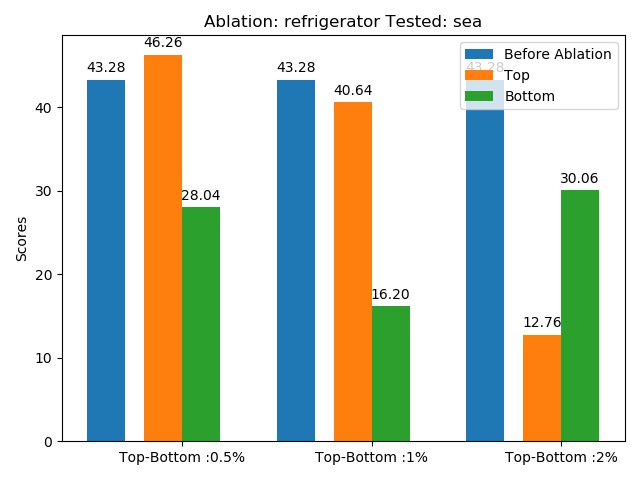 Ablation: refrigerator Tested: sea
Before Ablation
Top
Bottom
43.28
46.26
28.04
43.28
40.64
16.20
43.28
12.76
30.06
Scores
40
30
20
10
0
Top-Bottom :0.5%
Top-Bottom :1%
Top-Bottom :2%